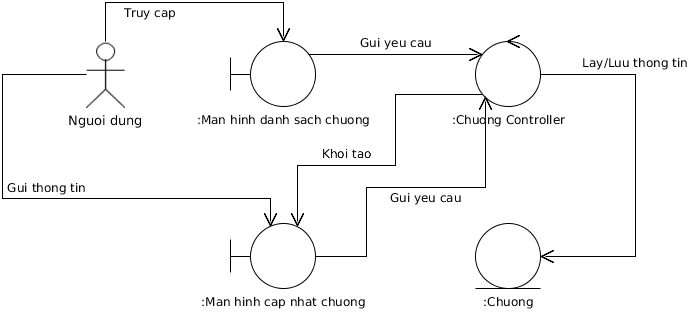 Truy cap
Gui yeu cau
Lay/Luu thong tin
Nguoi dung
:Man hinh danh sach chuong
:Chuong Controller
Khoi tao
Gui thong tin
Gui yeu cau
:Man hinh cap nhat chuong
:Chuong